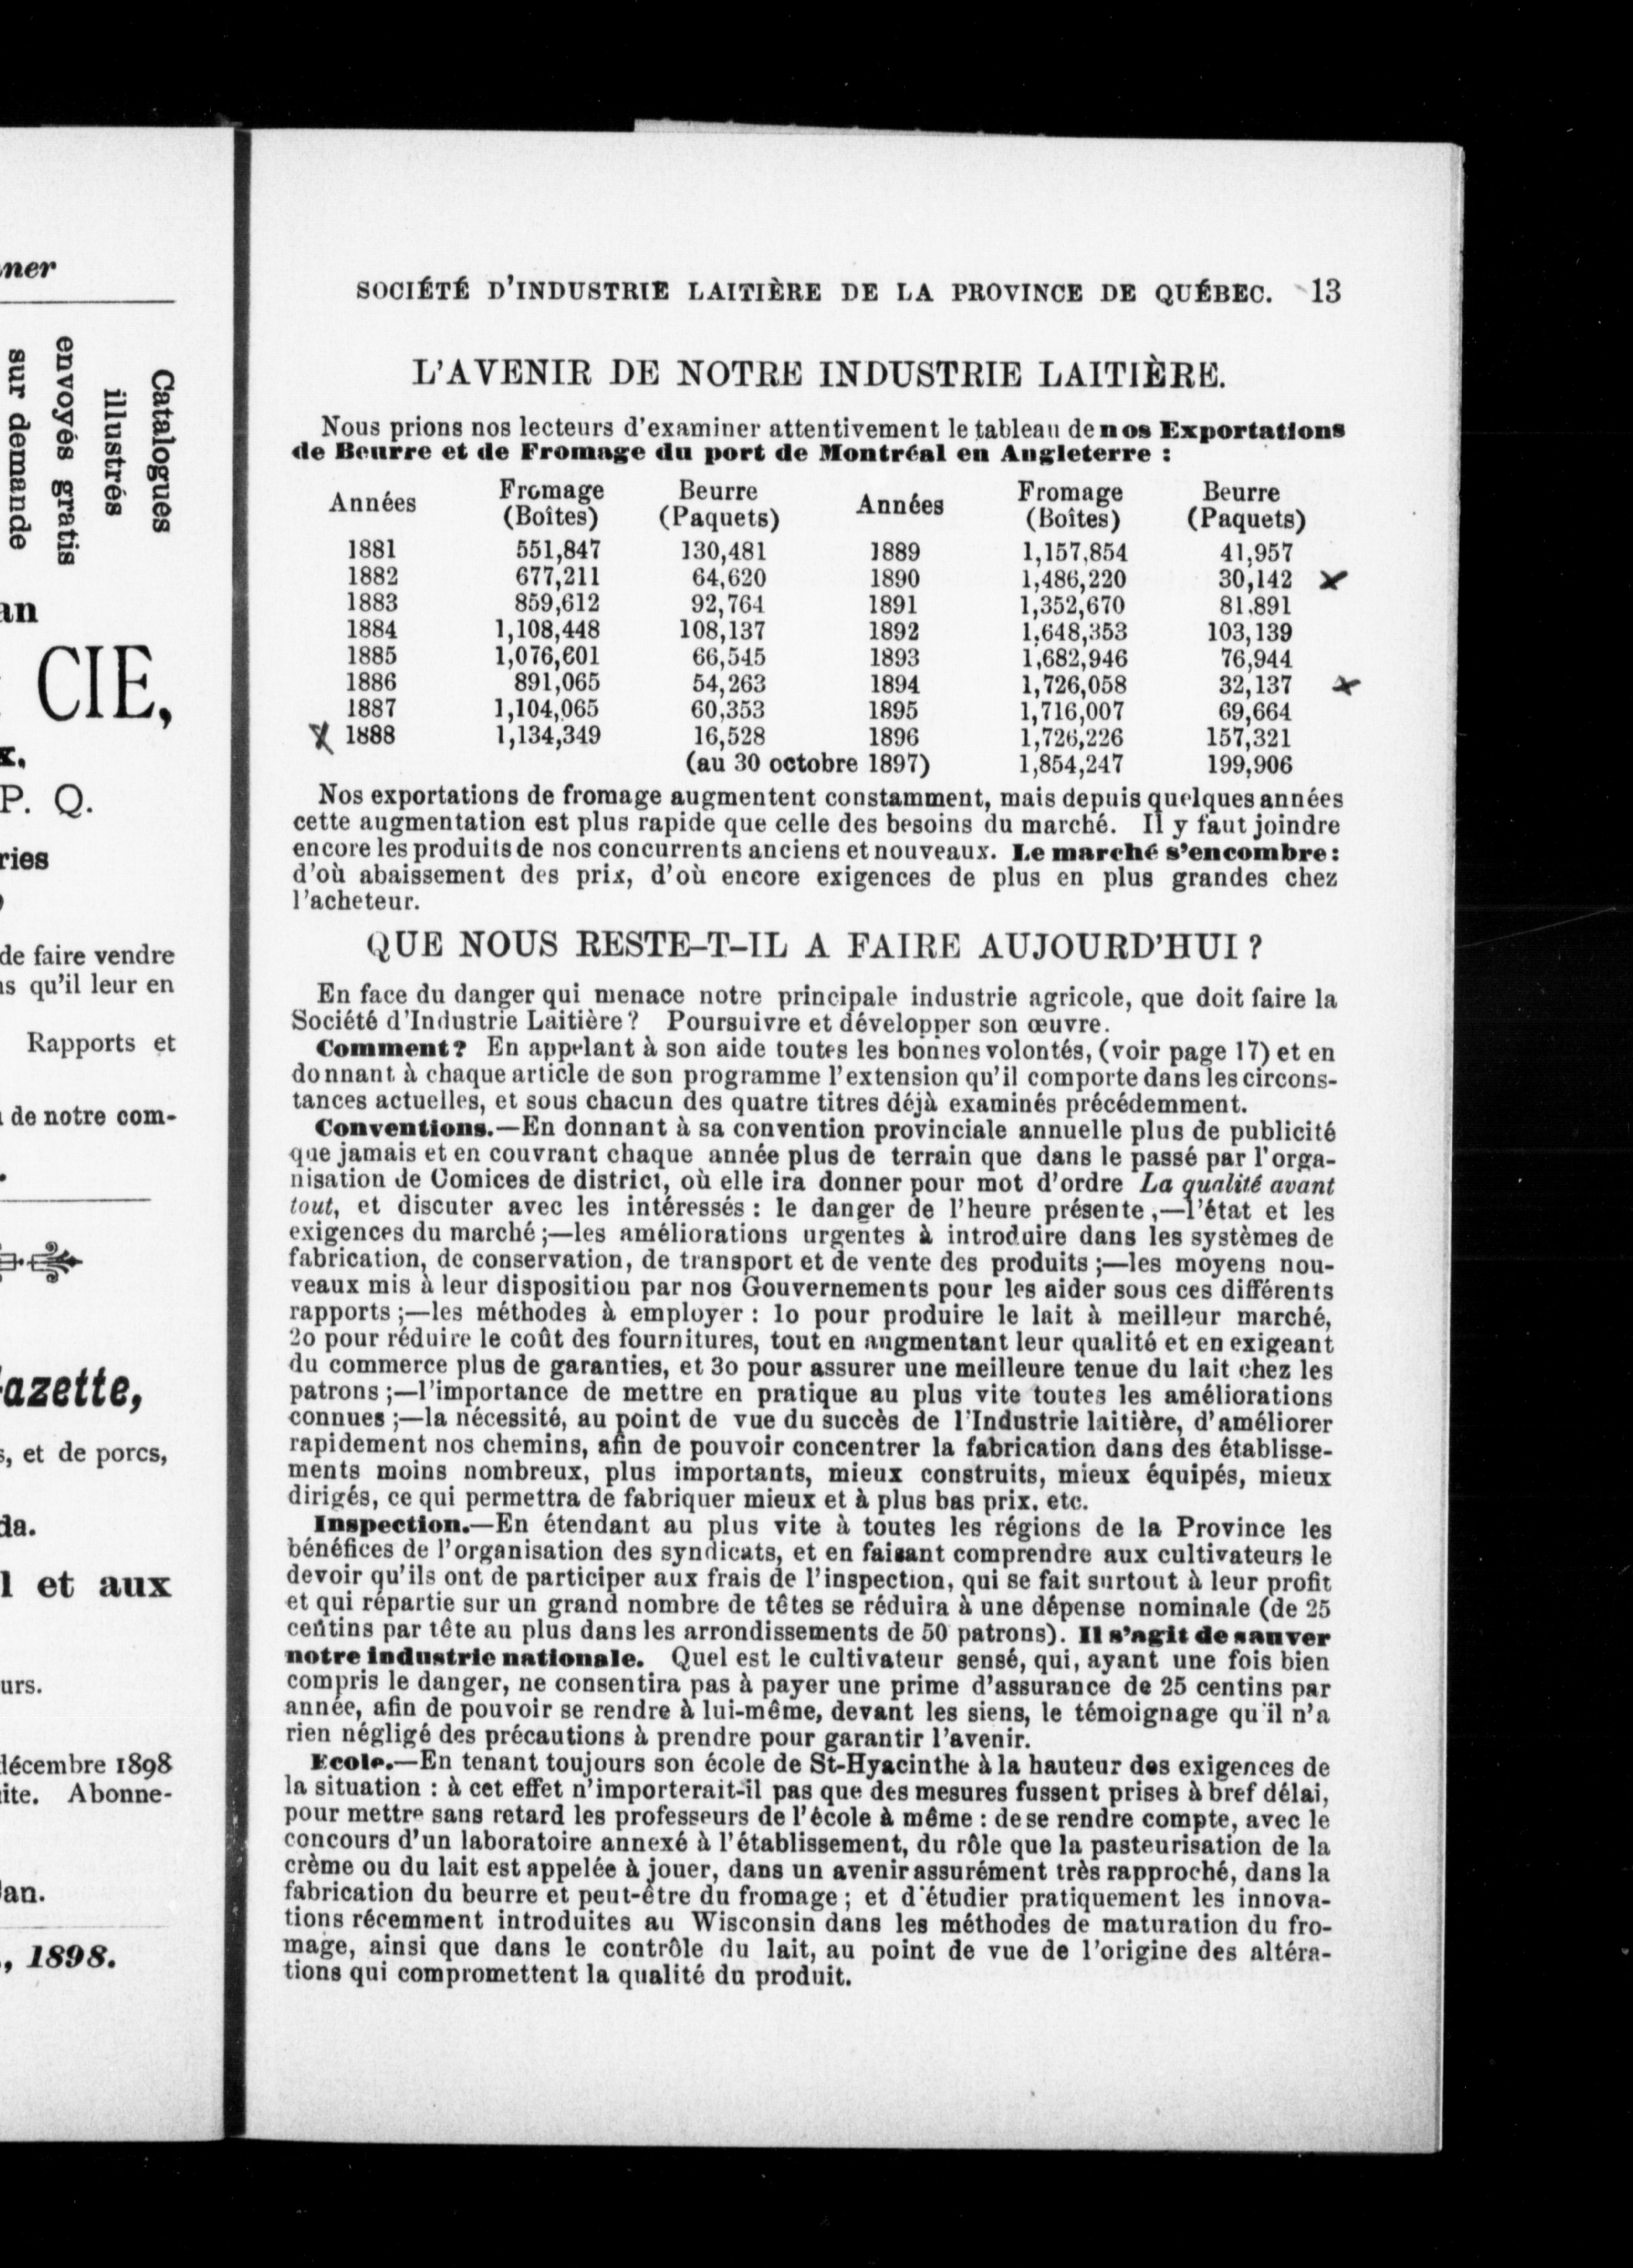 ner
Catalogues
illustrés
envoyés gratis
sur demande
an
CIE,
x.
P. Q.
ries
de faire vendre
s qu'il leur en
Rapports et
de notre com-
azette,
s, et de porcs,
da.
l et aux
urs.
décembre 1898
ite. Abonne-
an.
, 1898.
SOCIÉTÉ D'INDUSTRIE LAITIÈRE DE LA PROVINCE DE QUÉBEC. 13
L'AVENIR DE NOTRE INDUSTRIE LAITIÈRE.
Nous prions nos lecteurs d'examiner attentivement le tableau de nos Exportations
de Beurre et de Fromage du port de Montréal en Angleterre :
Années Fromage (Boîtes) Beurre (Paquets) Années Fromage (Boîtes) Beurre (Paquets)
1881 551,847 130,481 1889 1,157,854 41,957
1882 677,211 64,620 1890 1,486,220 30,142 x
1883 859,612 92,764 1891 1,352,670 81.891
1884 1,108,448 108,137 1892 1,648,353 103,139
1885 1,076,601 66,545 1893 1,682,946 76,944
1886 891,065 54,263 1894 1,726,058 32,137 x
1887 1,104,065 60,353 1895 1,716,007 69,664
x 1888 1,134,349 16,528 1896 1,726,226 157,321
(au 30 octobre 1897) 1,854,247 199,906
Nos exportations de fromage augmentent constamment, mais depuis quelques années
cette augmentation est plus rapide que celle des besoins du marché. Il y faut joindre
encore les produits de nos concurrents anciens et nouveaux. Le marché s'encombre:
d'où abaissement des prix, d'où encore exigences de plus en plus grandes chez
l'acheteur.
QUE NOUS RESTE-T-IL A FAIRE AUJOURD'HUI ?
En face du danger qui menace notre principale industrie agricole, que doit faire la
Société d'Industrie Laitière? Poursuivre et développer son œuvre.
Comment? En appelant à son aide toutes les bonnes volontés, (voir page 17) et en
donnant à chaque article de son programme l'extension qu'il comporte dans les circons-
tances actuelles, et sous chacun des quatre titres déjà examinés précédemment.
Conventions.—En donnant à sa convention provinciale annuelle plus de publicité
que jamais et en couvrant chaque année plus de terrain que dans le passé par l'orga-
nisation de Comices de district, où elle ira donner pour mot d'ordre La qualité avant
tout, et discuter avec les intéressés : le danger de l'heure présente,—l'état et les
exigences du marché ;—les améliorations urgentes à introduire dans les systèmes de
fabrication, de conservation, de transport et de vente des produits ;—les moyens nou-
veaux mis à leur disposition par nos Gouvernements pour les aider sous ces différents
rapports ;—les méthodes à employer : 1o pour produire le lait à meilleur marché,
2o pour réduire le coût des fournitures, tout en augmentant leur qualité et en exigeant
du commerce plus de garanties, et 3o pour assurer une meilleure tenue du lait chez les
patrons ;—l'importance de mettre en pratique au plus vite toutes les améliorations
connues ;—la nécessité, au point de vue du succès de l'Industrie laitière, d'améliorer
rapidement nos chemins, afin de pouvoir concentrer la fabrication dans des établisse-
ments moins nombreux, plus importants, mieux construits, mieux équipés, mieux
dirigés, ce qui permettra de fabriquer mieux et à plus bas prix, etc.
Inspection.—En étendant au plus vite à toutes les régions de la Province les
bénéfices de l'organisation des syndicats, et en faisant comprendre aux cultivateurs le
devoir qu'ils ont de participer aux frais de l'inspection, qui se fait surtout à leur profit
et qui répartie sur un grand nombre de têtes se réduira à une dépense nominale (de 25
centins par tête au plus dans les arrondissements de 50 patrons). Il s'agit de sauver
notre industrie nationale. Quel est le cultivateur sensé, qui, ayant une fois bien
compris le danger, ne consentira pas à payer une prime d'assurance de 25 centins par
année, afin de pouvoir se rendre à lui-même, devant les siens, le témoignage qu'il n'a
rien négligé des précautions à prendre pour garantir l'avenir.
Ecole.—En tenant toujours son école de St-Hyacinthe à la hauteur des exigences de
la situation : à cet effet n'importerait-il pas que des mesures fussent prises à bref délai,
pour mettre sans retard les professeurs de l'école à même : de se rendre compte, avec le
concours d'un laboratoire annexé à l'établissement, du rôle que la pasteurisation de la
crème ou du lait est appelée à jouer, dans un avenir assurément très rapproché, dans la
fabrication du beurre et peut-être du fromage ; et d'étudier pratiquement les innova-
tions récemment introduites au Wisconsin dans les méthodes de maturation du fro-
mage, ainsi que dans le contrôle du lait, au point de vue de l'origine des altéra-
tions qui compromettent la qualité du produit.